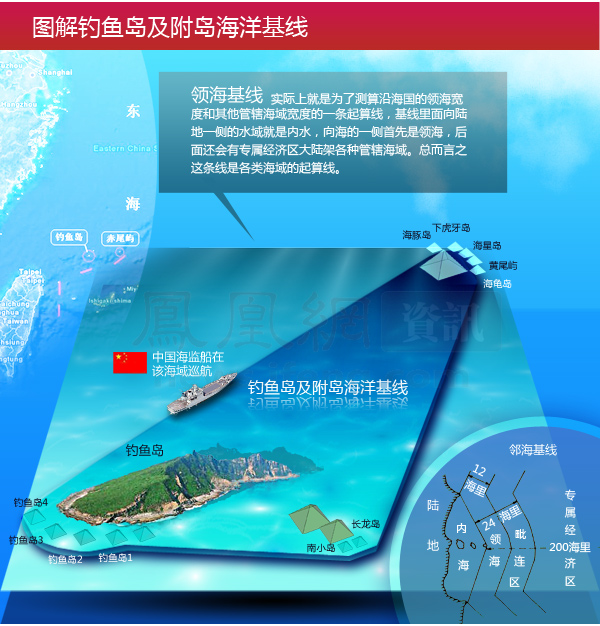 图解钓鱼岛及附岛海洋基线
领海基线 实际上就是为了测算沿海国的领海宽
度和其他管辖海域宽度的一条起算线，基线里面向陆
地一侧的水域就是内水，向海的一侧首先是领海，后
面还会有专属经济区大陆架各种管辖海域。总而言之
这条线是各类海域的起算线。
Shanghai
Hangzhou
东
Eastern China S
海
钓鱼岛
赤尾屿
Taipei
Taipei
Taiwan
Ishigakishima
下虎牙岛
海豚岛
海星岛
黄尾屿
海龟岛
鳳凰網
資訊
中国海监船在
该海域巡航
钓鱼岛及附岛海洋基线
钓鱼岛
钓鱼岛4
钓鱼岛3
钓鱼岛2
钓鱼岛1
长龙岛
南小岛
邻海基线
12
海里
24 海里
200海里
陆地
内海
领海
毗连区
专属经济区